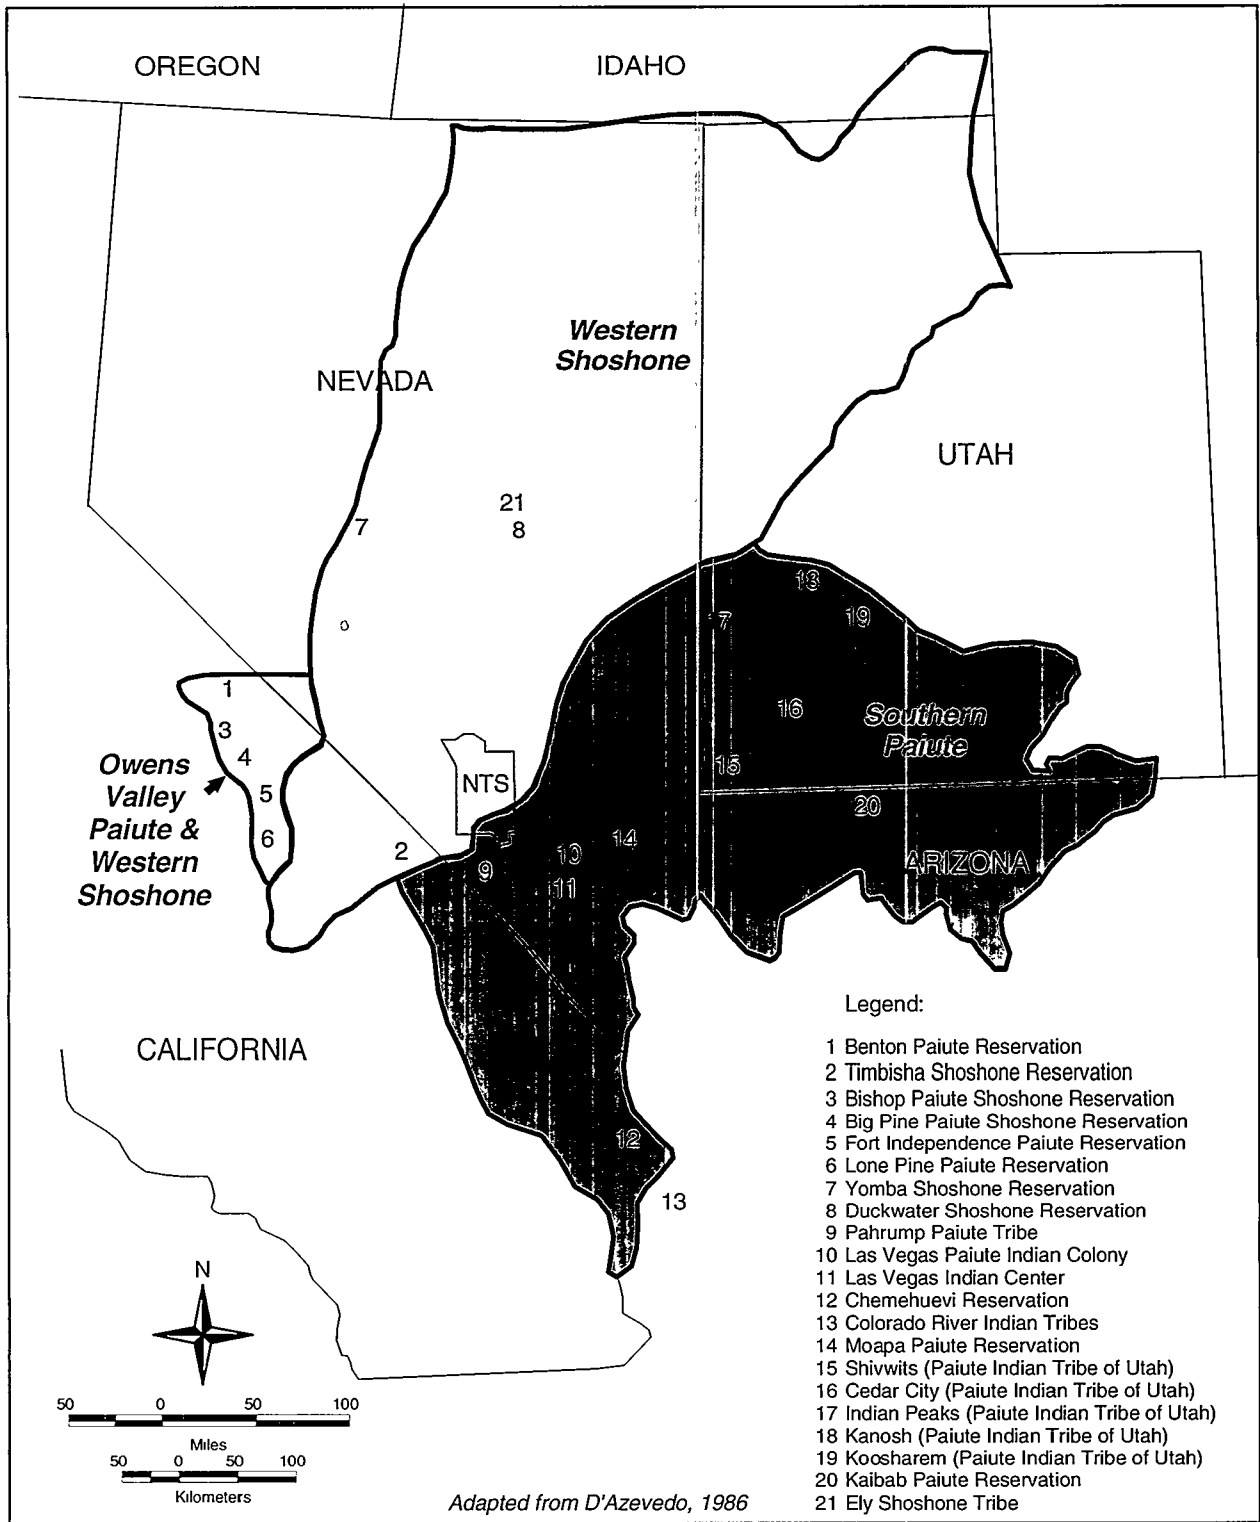 OREGON
IDAHO
Western
Shoshone
NEVADA
UTAH
21
8
7
18
19
17
1
3
4
5
6
16
Southern
Paiute
15
Owens
Valley
Paiute &
Western
Shoshone
NTS
20
2
9
10
14
11
ARIZONA
CALIFORNIA
12
13
Legend:
1 Benton Paiute Reservation
2 Timbisha Shoshone Reservation
3 Bishop Paiute Shoshone Reservation
4 Big Pine Paiute Shoshone Reservation
5 Fort Independence Paiute Reservation
6 Lone Pine Paiute Reservation
7 Yomba Shoshone Reservation
8 Duckwater Shoshone Reservation
9 Pahrump Paiute Tribe
10 Las Vegas Paiute Indian Colony
11 Las Vegas Indian Center
12 Chemehuevi Reservation
13 Colorado River Indian Tribes
14 Moapa Paiute Reservation
15 Shivwits (Paiute Indian Tribe of Utah)
16 Cedar City (Paiute Indian Tribe of Utah)
17 Indian Peaks (Paiute Indian Tribe of Utah)
18 Kanosh (Paiute Indian Tribe of Utah)
19 Koosharem (Paiute Indian Tribe of Utah)
20 Kaibab Paiute Reservation
21 Ely Shoshone Tribe
N
50 0 50 100
Miles
50 0 50 100
Kilometers
Adapted from D'Azevedo, 1986